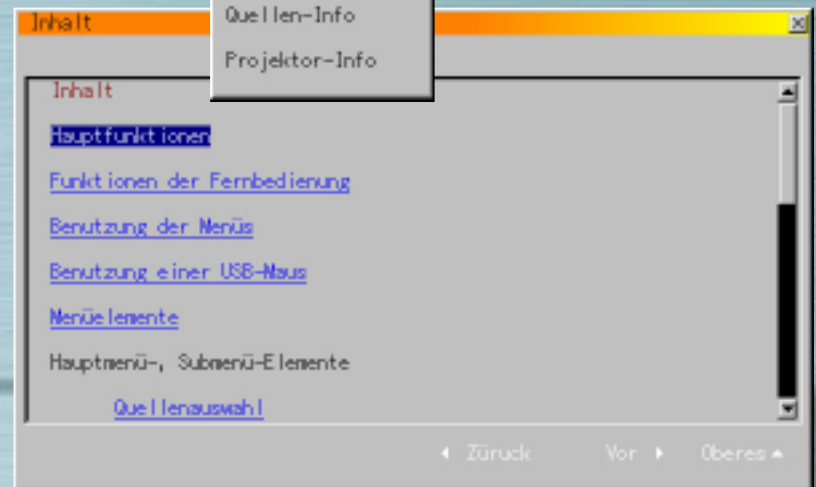 Quellen-Info
Projektor-Info
Inhalt
Inhalt
Hauptfunktionen
Funktionen der Fernbedienung
Benutzung der Menüs
Benutzung einer USB-Maus
Menüelemente
Hauptmenü-, Submenü-Elemente
Quellenauswahl
Züruck Vor Oberes